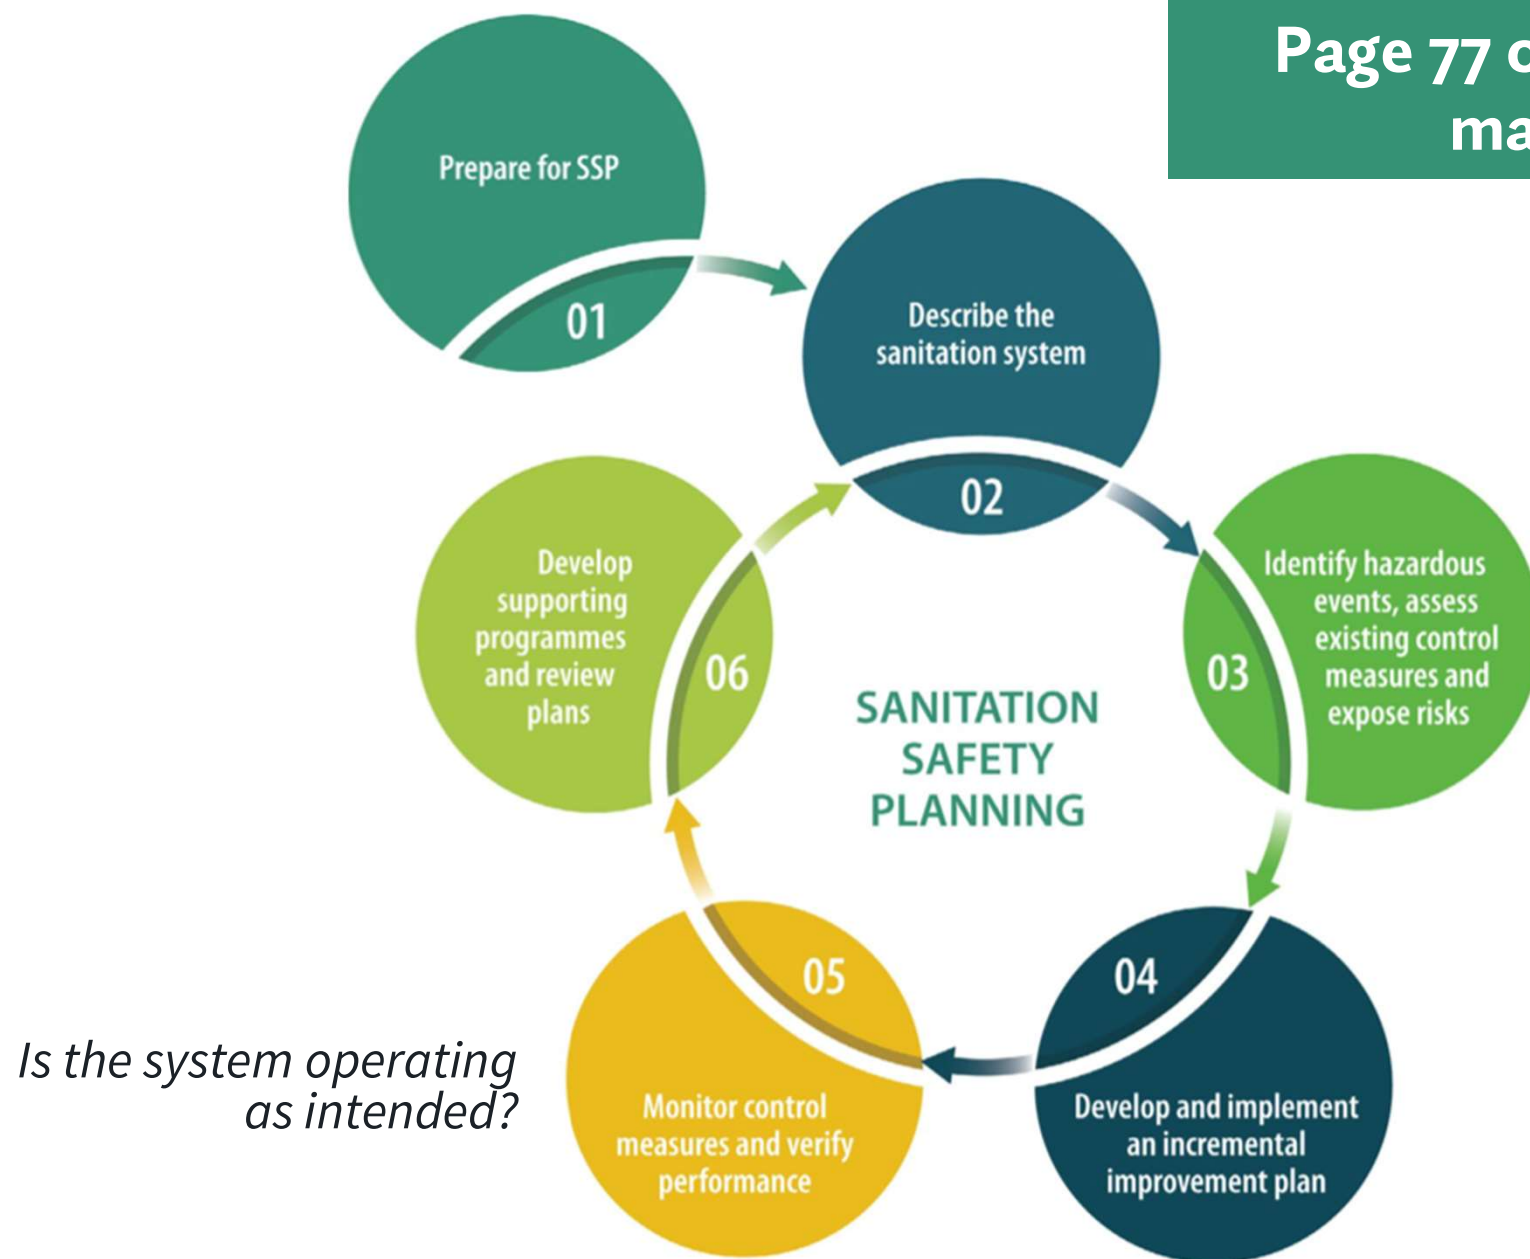 Page 77 o
ma
Prepare for SSP
01
Describe the
sanitation system
02
Identify hazardous
events, assess
existing control
measures and
expose risks
03
Develop and implement
an incremental
improvement plan
04
Monitor control
measures and verify
performance
05
Develop
supporting
programmes
and review
plans
06
SANITATION
SAFETY
PLANNING
Is the system operating
as intended?